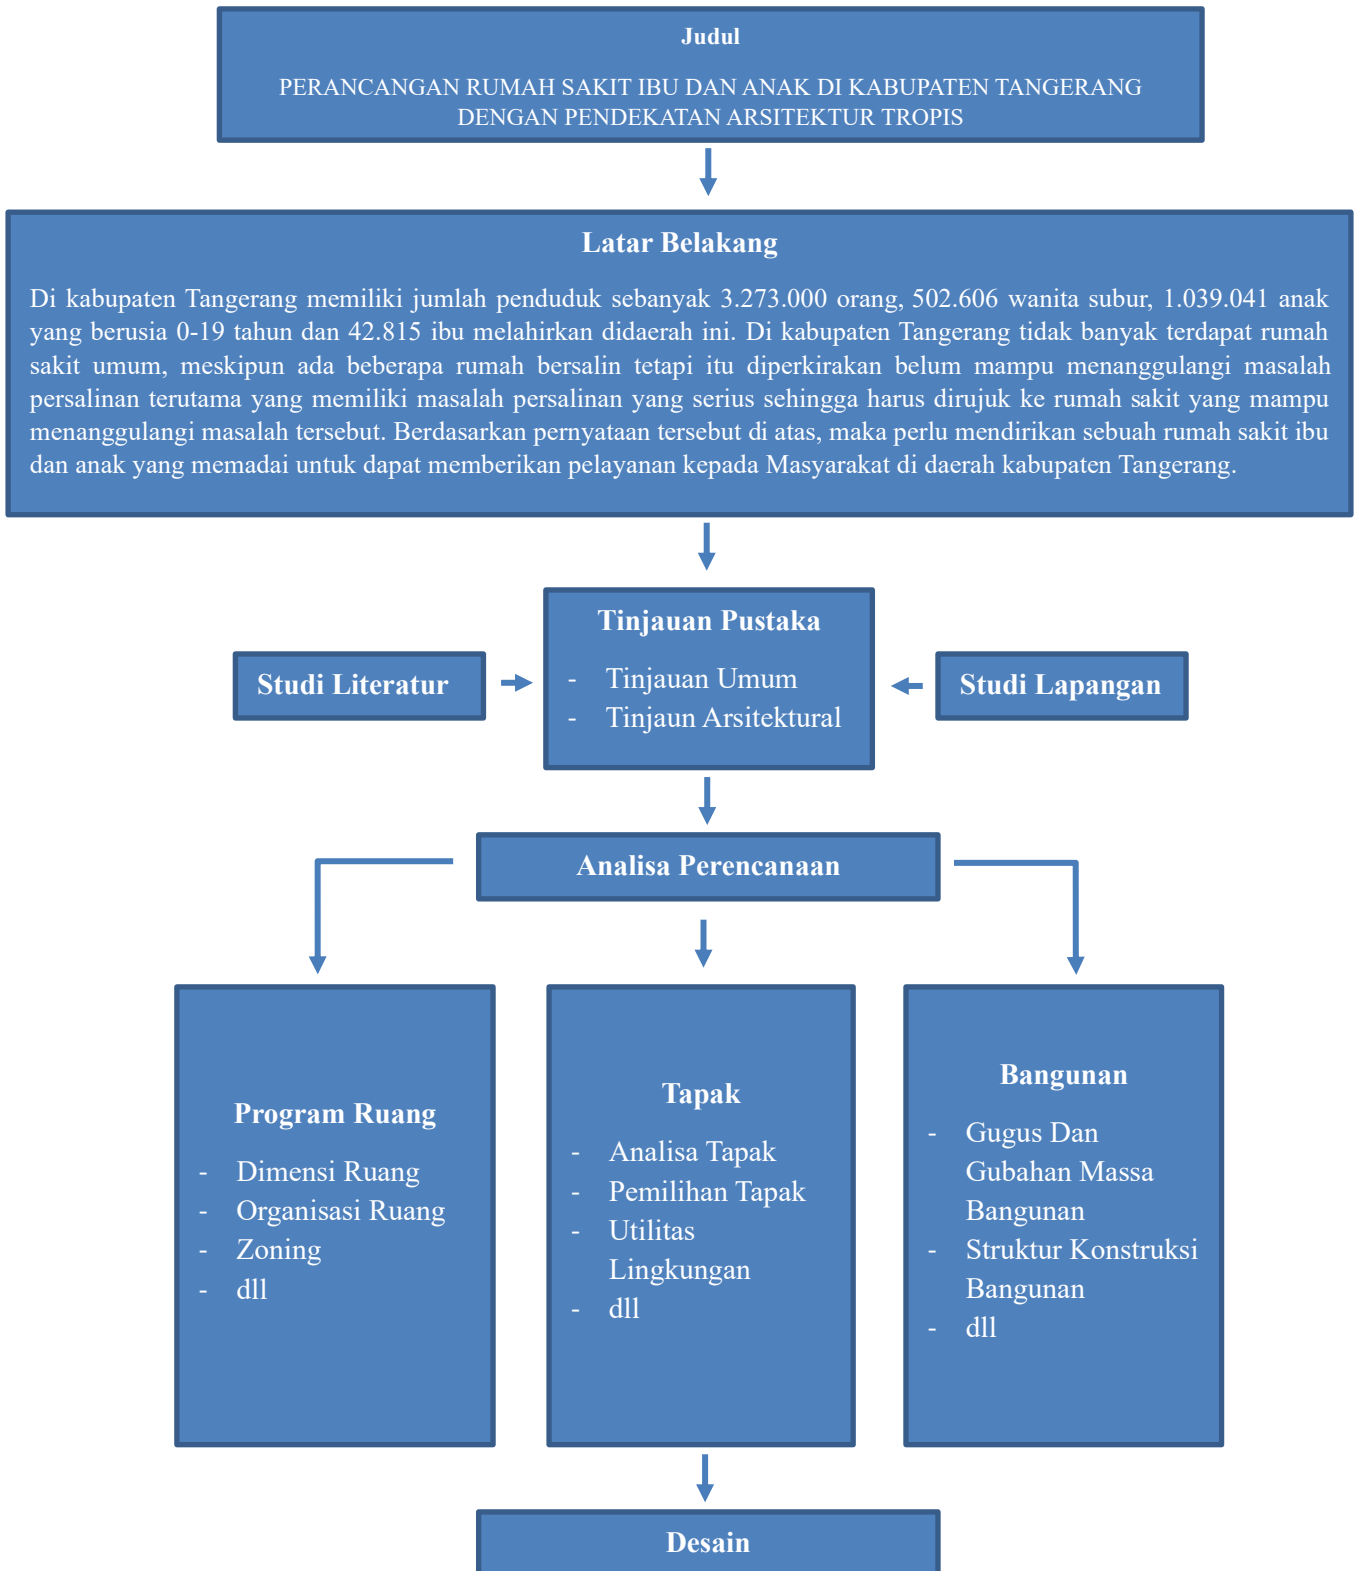 Judul
PERANCANGAN RUMAH SAKIT IBU DAN ANAK DI KABUPATEN TANGERANG
DENGAN PENDEKATAN ARSITEKTUR TROPIS
Latar Belakang
Di kabupaten Tangerang memiliki jumlah penduduk sebanyak 3.273.000 orang, 502.606 wanita subur, 1.039.041 anak
yang berusia 0-19 tahun dan 42.815 ibu melahirkan didaerah ini. Di kabupaten Tangerang tidak banyak terdapat rumah
sakit umum, meskipun ada beberapa rumah bersalin tetapi itu diperkirakan belum mampu menanggulangi masalah
persalinan terutama yang memiliki masalah persalinan yang serius sehingga harus dirujuk ke rumah sakit yang mampu
menanggulangi masalah tersebut. Berdasarkan pernyataan tersebut di atas, maka perlu mendirikan sebuah rumah sakit ibu
dan anak yang memadai untuk dapat memberikan pelayanan kepada Masyarakat di daerah kabupaten Tangerang.
Tinjauan Pustaka
- Tinjauan Umum
- Tinjaun Arsitektural
Studi Literatur
Studi Lapangan
Analisa Perencanaan
Program Ruang
- Dimensi Ruang
- Organisasi Ruang
- Zoning
- dll
Tapak
- Analisa Tapak
- Pemilihan Tapak
- Utilitas
Lingkungan
- dll
Bangunan
- Gugus Dan
Gubahan Massa
Bangunan
- Struktur Konstruksi
Bangunan
- dll
Desain